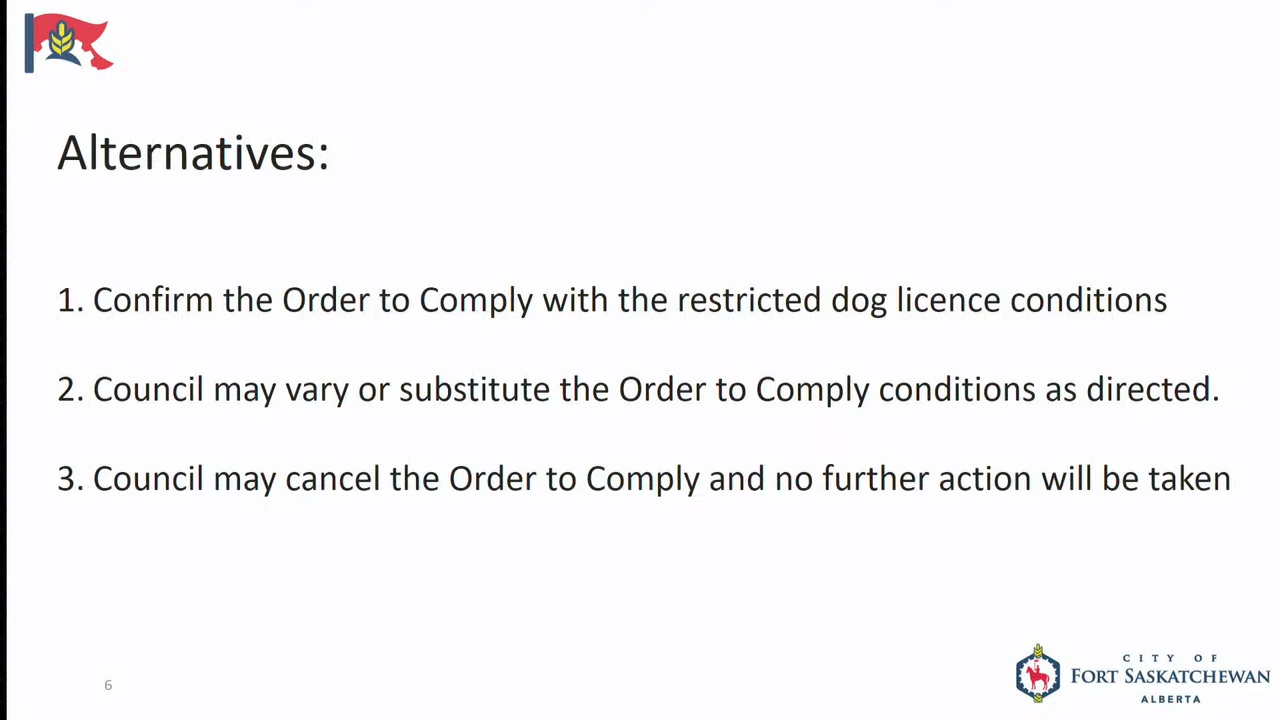 Alternatives:
1. Confirm the Order to Comply with the restricted dog licence conditions
2. Council may vary or substitute the Order to Comply conditions as directed.
3. Council may cancel the Order to Comply and no further action will be taken
6
CITY OF
FORT SASKATCHEWAN
ALBERTA